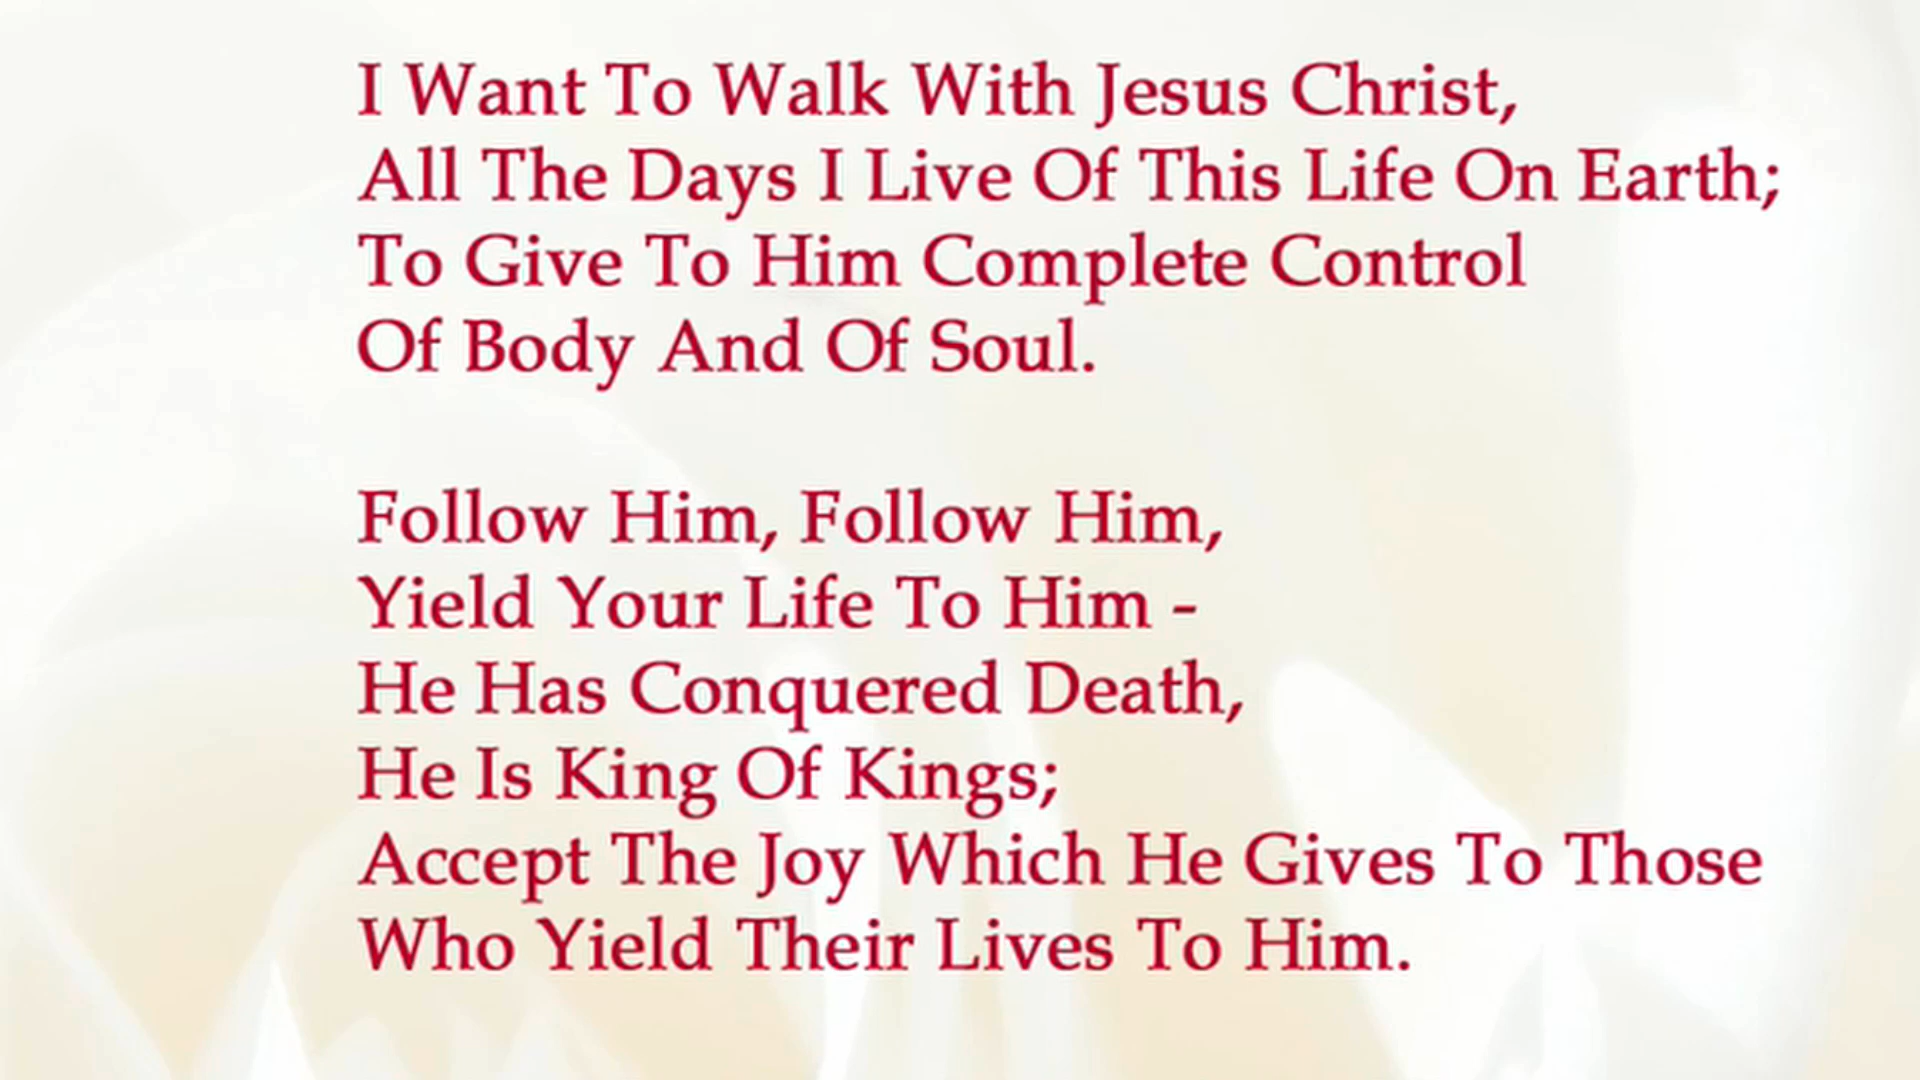 I Want To Walk With Jesus Christ,
All The Days I Live Of This Life On Earth;
To Give To Him Complete Control
Of Body And Of Soul.
Follow Him, Follow Him,
Yield Your Life To Him -
He Has Conquered Death,
He Is King Of Kings;
Accept The Joy Which He Gives To Those
Who Yield Their Lives To Him.